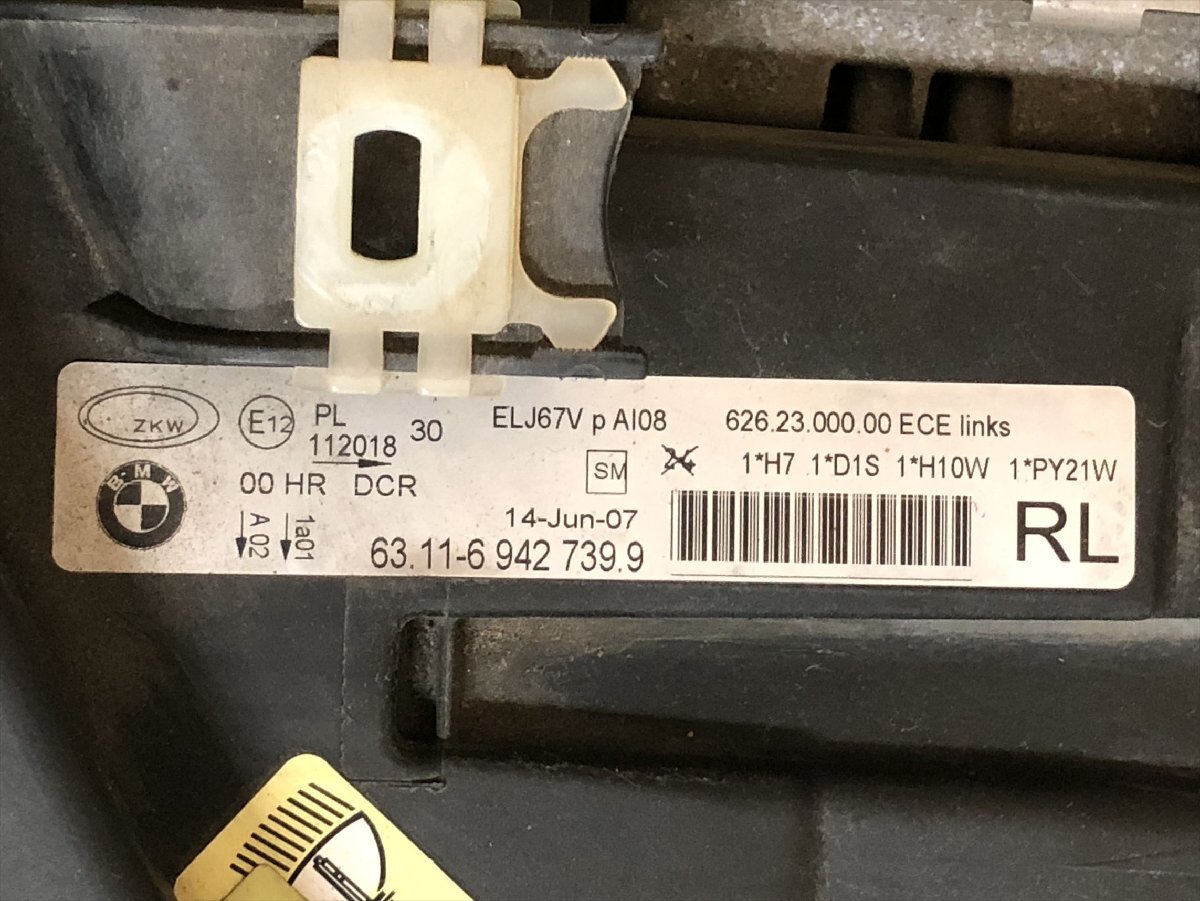 ZKW E12 PL 30 ELJ67V p AI08 626.23.000.00 ECE links
112018
BMW 00 HR DCR SM 1*H7 1*D1S 1*H10W 1*PY21W
A 02 1a01 14-Jun-07 RL
63.11-6 942 739.9